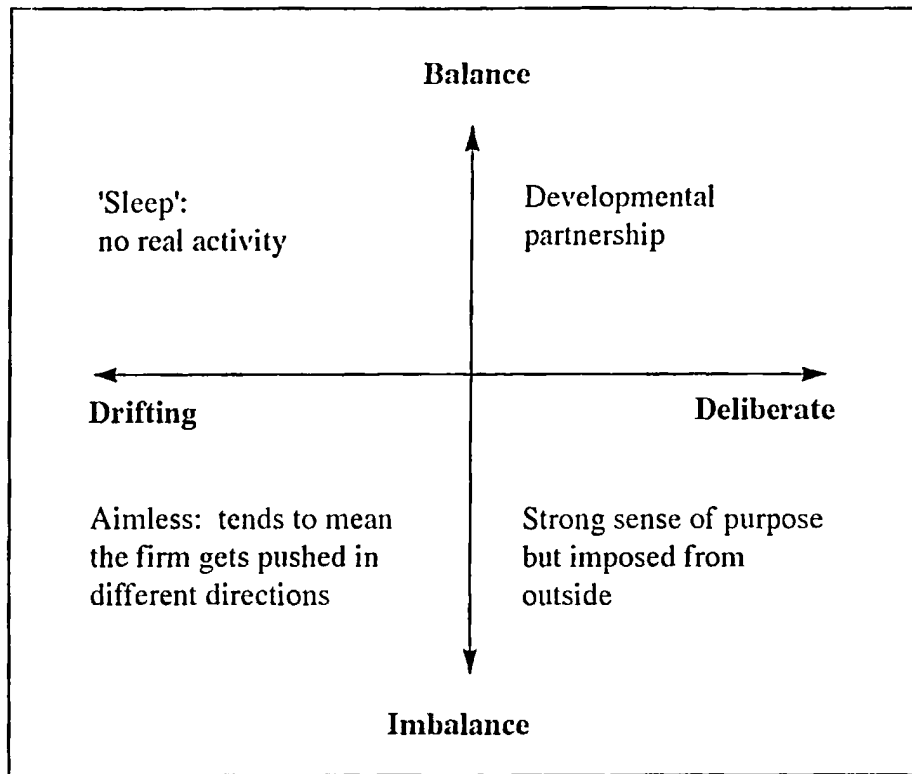 Balance
'Sleep':
no real activity
Developmental
partnership
Drifting
Deliberate
Aimless: tends to mean
the firm gets pushed in
different directions
Strong sense of purpose
but imposed from
outside
Imbalance